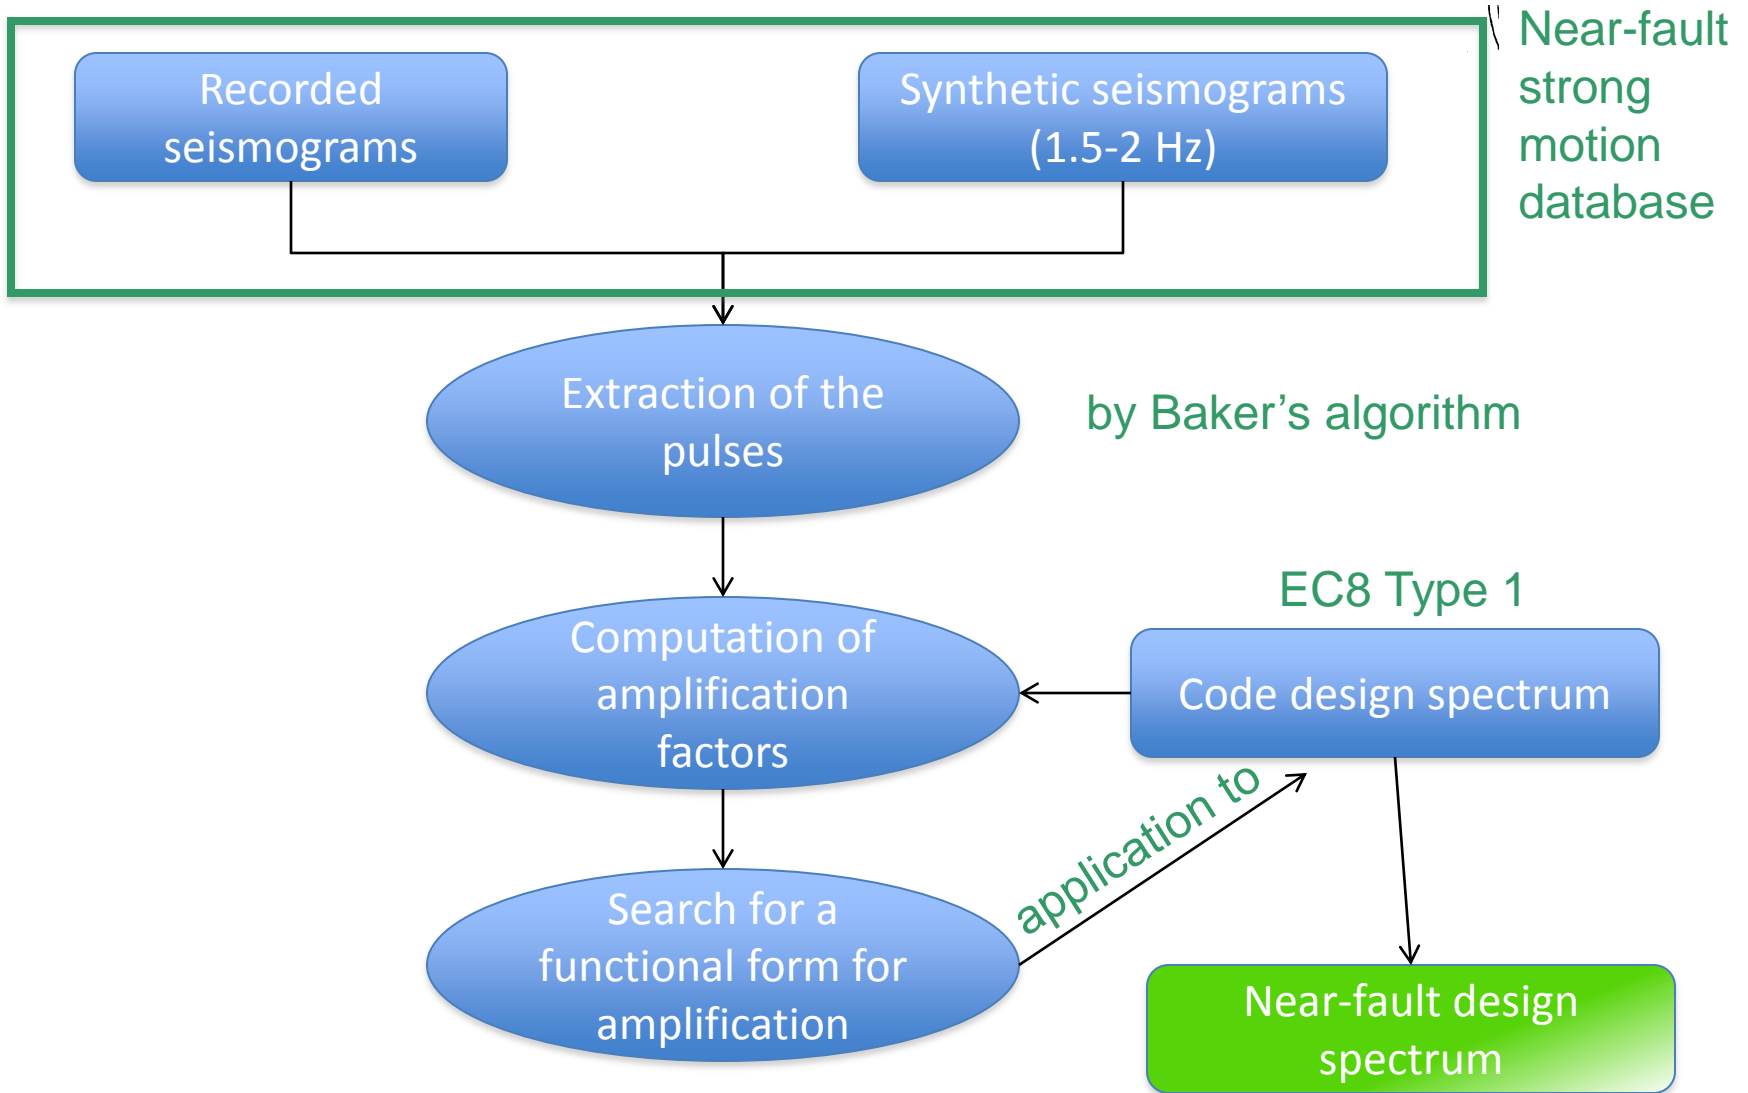 Recorded
seismograms
Synthetic seismograms
(1.5-2 Hz)
Near-fault
strong
motion
database
Extraction of the
pulses
by Baker’s algorithm
Computation of
amplification
factors
EC8 Type 1
Code design spectrum
application to
Search for a
functional form for
amplification
Near-fault design
spectrum